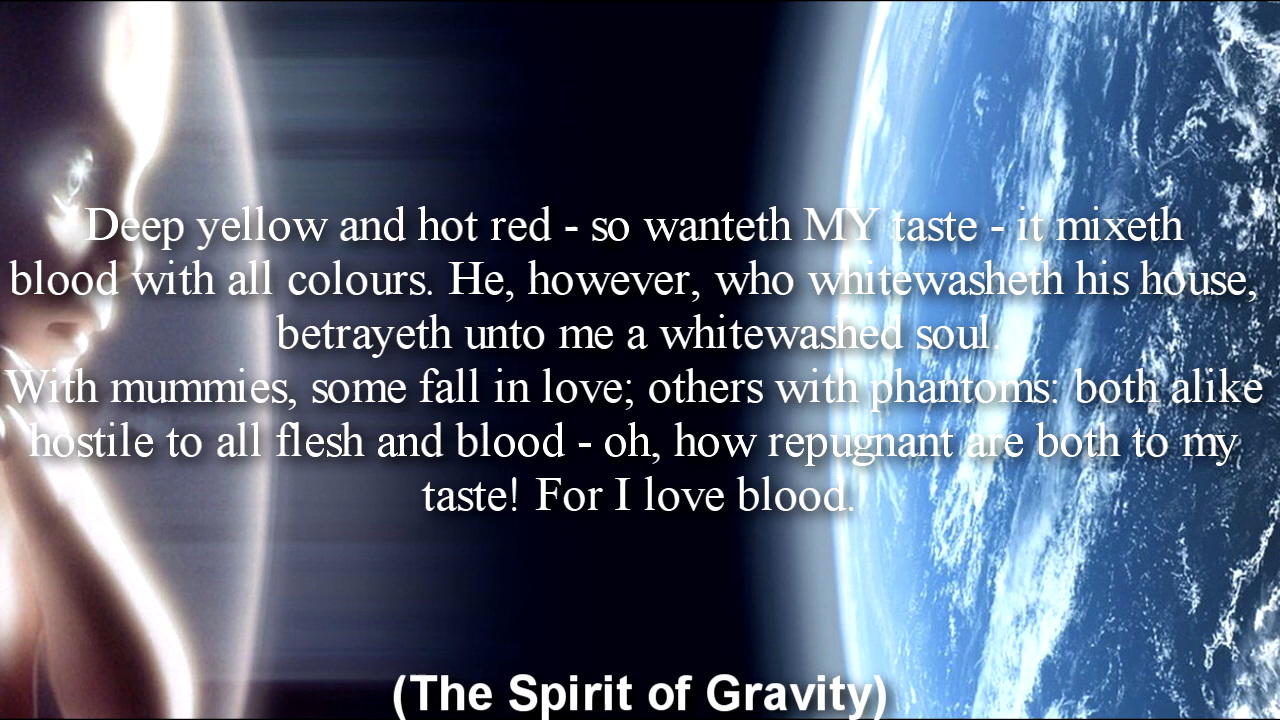 Deep yellow and hot red - so wanteth MY taste - it mixeth
blood with all colours. He, however, who whitewasheth his house,
betrayeth unto me a whitewashed soul.
With mummies, some fall in love; others with phantoms: both alike
hostile to all flesh and blood - oh, how repugnant are both to my
taste! For I love blood.
(The Spirit of Gravity)